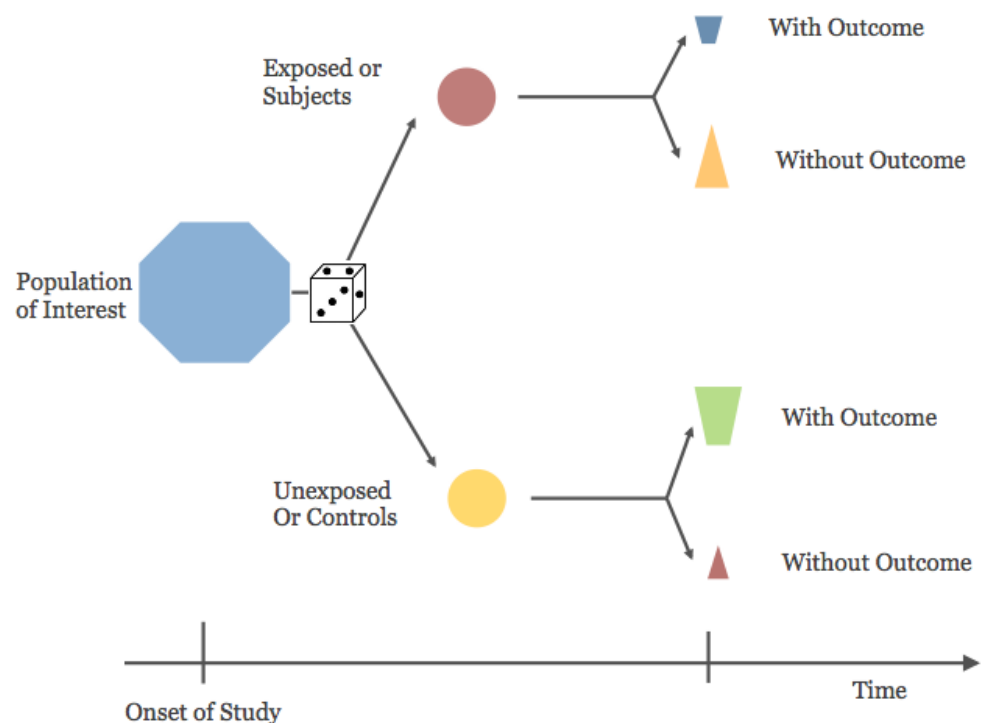 With Outcome
Exposed or
Subjects
Without Outcome
Population
of Interest
With Outcome
Unexposed
Or Controls
Without Outcome
Time
Onset of Study